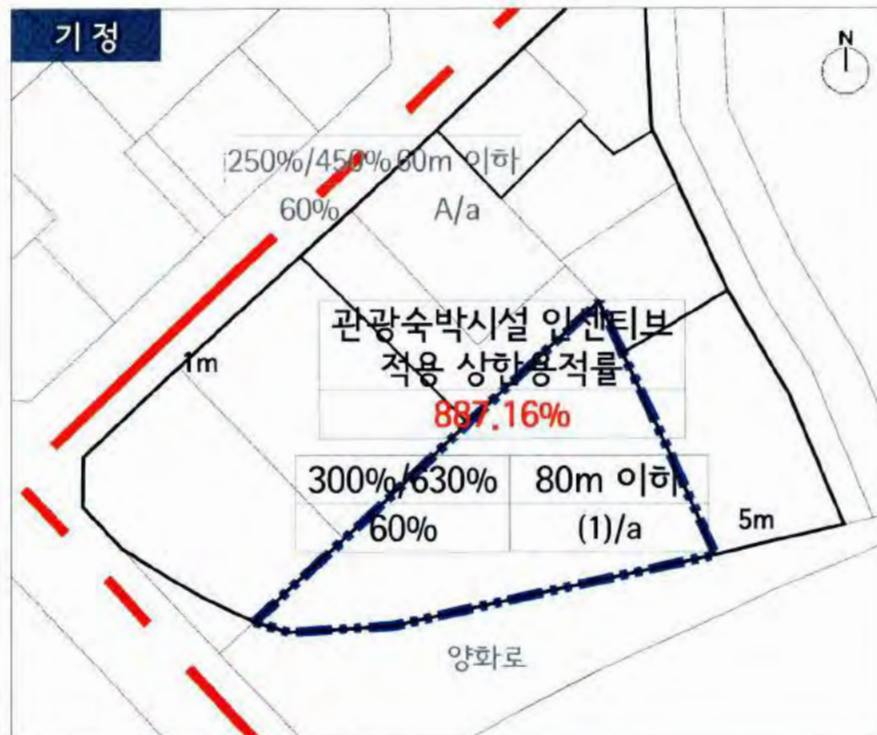 기정
N
250%/450% 60m 이하
60% A/a
관광숙박시설 인센티브
적용 상한용적률
887.16%
1m
300%/630% 80m 이하
60% (1)/a
5m
양화로